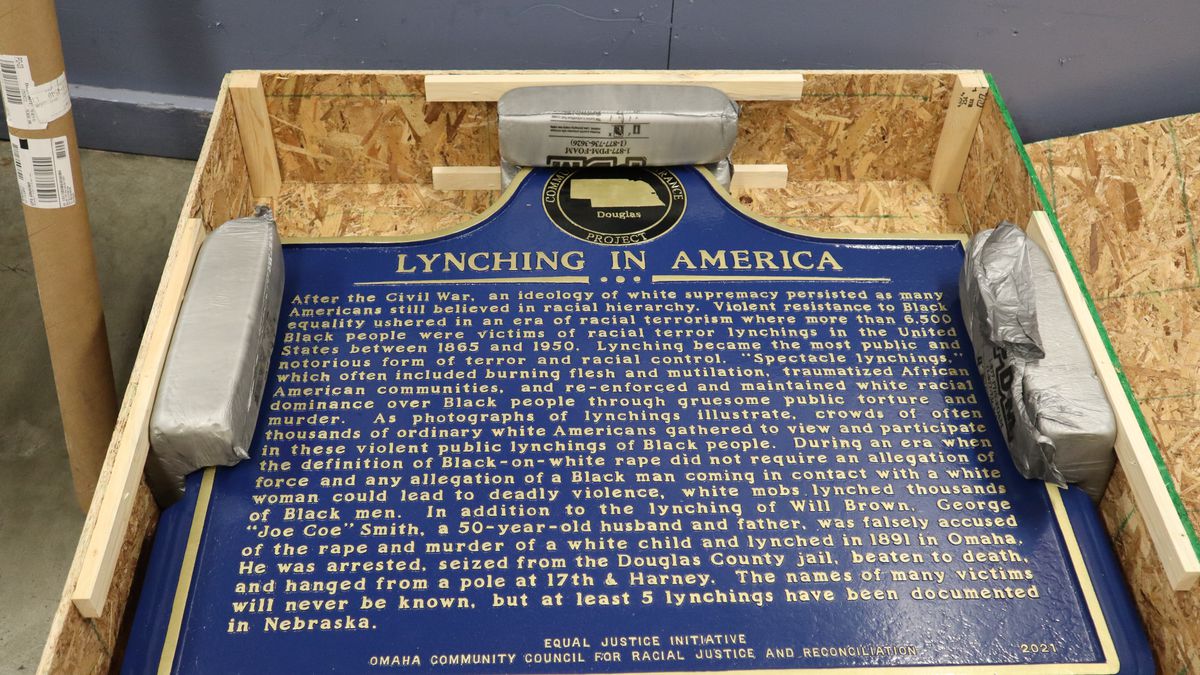 1-877-PDM-FOAM
(1-877-736-3626)
Douglas
PROJECT
LYNCHING IN AMERICA
After the Civil War, an ideology of white supremacy persisted as many
Americans still believed in racial hierarchy. Violent resistance to Black
equality ushered in an era of racial terrorism where more than 6,500
Black people were victims of racial terror lynchings in the United
States between 1865 and 1950. Lynching became the most public and
notorious form of terror and racial control. "Spectacle lynchings,"
which often included burning flesh and mutilation, traumatized African
American communities, and re-enforced and maintained white racial
dominance over Black people through gruesome public torture and
murder. As photographs of lynchings illustrate, crowds of often
thousands of ordinary white Americans gathered to view and participate
in these violent public lynchings of Black people. During an era when
the definition of Black-on-white rape did not require an allegation of
force and any allegation of a Black man coming in contact with a white
woman could lead to deadly violence, white mobs lynched thousands
of Black men. In addition to the lynching of Will Brown, George
"Joe Coe" Smith, a 50-year-old husband and father, was falsely accused
of the rape and murder of a white child and lynched in 1891 in Omaha.
He was arrested, seized from the Douglas County jail, beaten to death,
and hanged from a pole at 17th & Harney. The names of many victims
will never be known, but at least 5 lynchings have been documented
in Nebraska.
EQUAL JUSTICE INITIATIVE
OMAHA COMMUNITY COUNCIL FOR RACIAL JUSTICE AND RECONCILIATION 2021